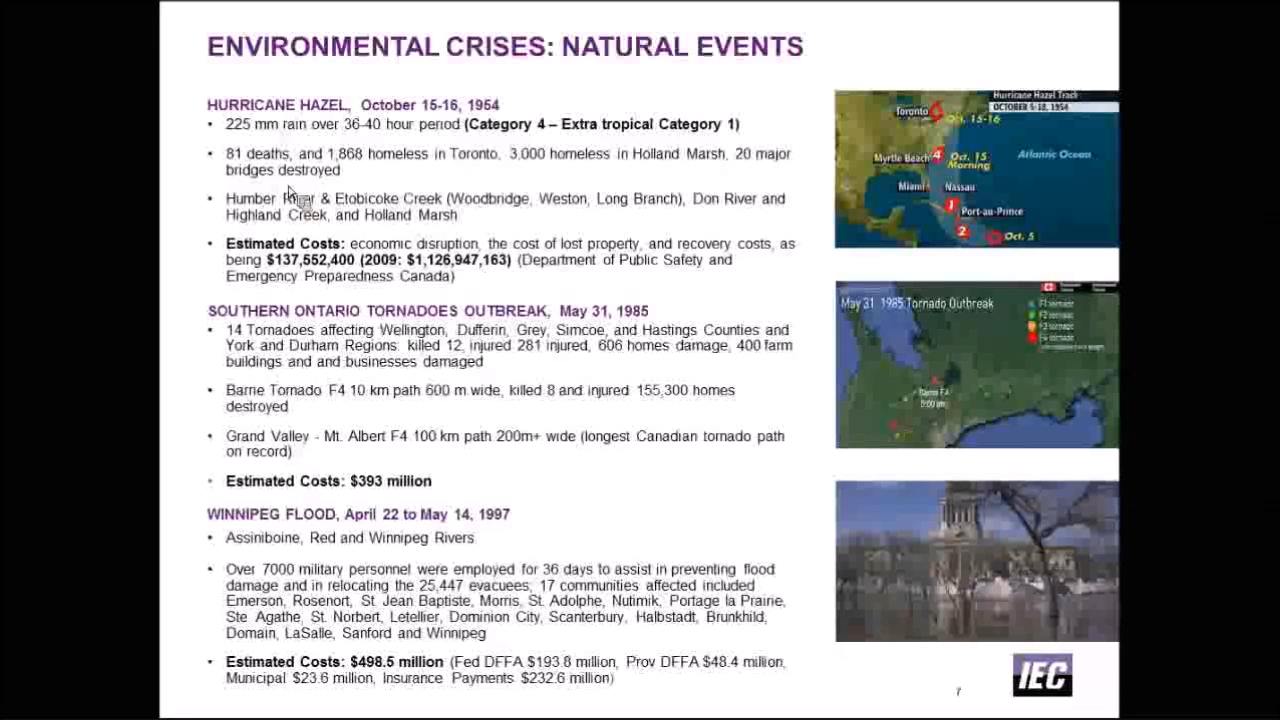 ENVIRONMENTAL CRISES: NATURAL EVENTS
HURRICANE HAZEL, October 15-16, 1954
• 225 mm rain over 36-40 hour period (Category 4 – Extra tropical Category 1)
• 81 deaths, and 1,868 homeless in Toronto, 3,000 homeless in Holland Marsh, 20 major
bridges destroyed
• Humber River & Etobicoke Creek (Woodbridge, Weston, Long Branch), Don River and
Highland Creek, and Holland Marsh
• Estimated Costs: economic disruption, the cost of lost property, and recovery costs, as
being $137,552,400 (2009: $1,126,947,163) (Department of Public Safety and
Emergency Preparedness Canada)
SOUTHERN ONTARIO TORNADOES OUTBREAK, May 31, 1985
• 14 Tornadoes affecting Wellington, Dufferin, Grey, Simcoe, and Hastings Counties and
York and Durham Regions: killed 12, injured 281 injured, 606 homes damage, 400 farm
buildings and and businesses damaged
• Barrie Tornado F4 10 km path 600 m wide, killed 8 and injured 155,300 homes
destroyed
• Grand Valley - Mt. Albert F4 100 km path 200m+ wide (longest Canadian tornado path
on record)
• Estimated Costs: $393 million
WINNIPEG FLOOD, April 22 to May 14, 1997
• Assiniboine, Red and Winnipeg Rivers
• Over 7000 military personnel were employed for 36 days to assist in preventing flood
damage and in relocating the 25,447 evacuees; 17 communities affected included
Emerson, Rosenort, St. Jean Baptiste, Morris, St. Adolphe, Nutimik, Portage la Prairie,
Ste Agathe, St. Norbert, Letellier, Dominion City, Scanterbury, Halbstadt, Brunkhild,
Domain, LaSalle, Sanford and Winnipeg
• Estimated Costs: $498.5 million (Fed DFFA $193.8 million, Prov DFFA $48.4 million,
Municipal $23.6 million, Insurance Payments $232.6 million)
Hurricane Hazel Track
OCTOBER 5-18, 1954
Toronto
Oct. 15-16
Myrtle Beach
4
Oct. 15
Morning
Atlantic Ocean
Miami
Nassau
1
Port-au-Prince
2
Oct. 5
May 31 1985 Tornado Outbreak
F1 tornado
F2 tornado
F3 tornado
F4 tornado
Barrie F4
5:00 pm
7
IEC